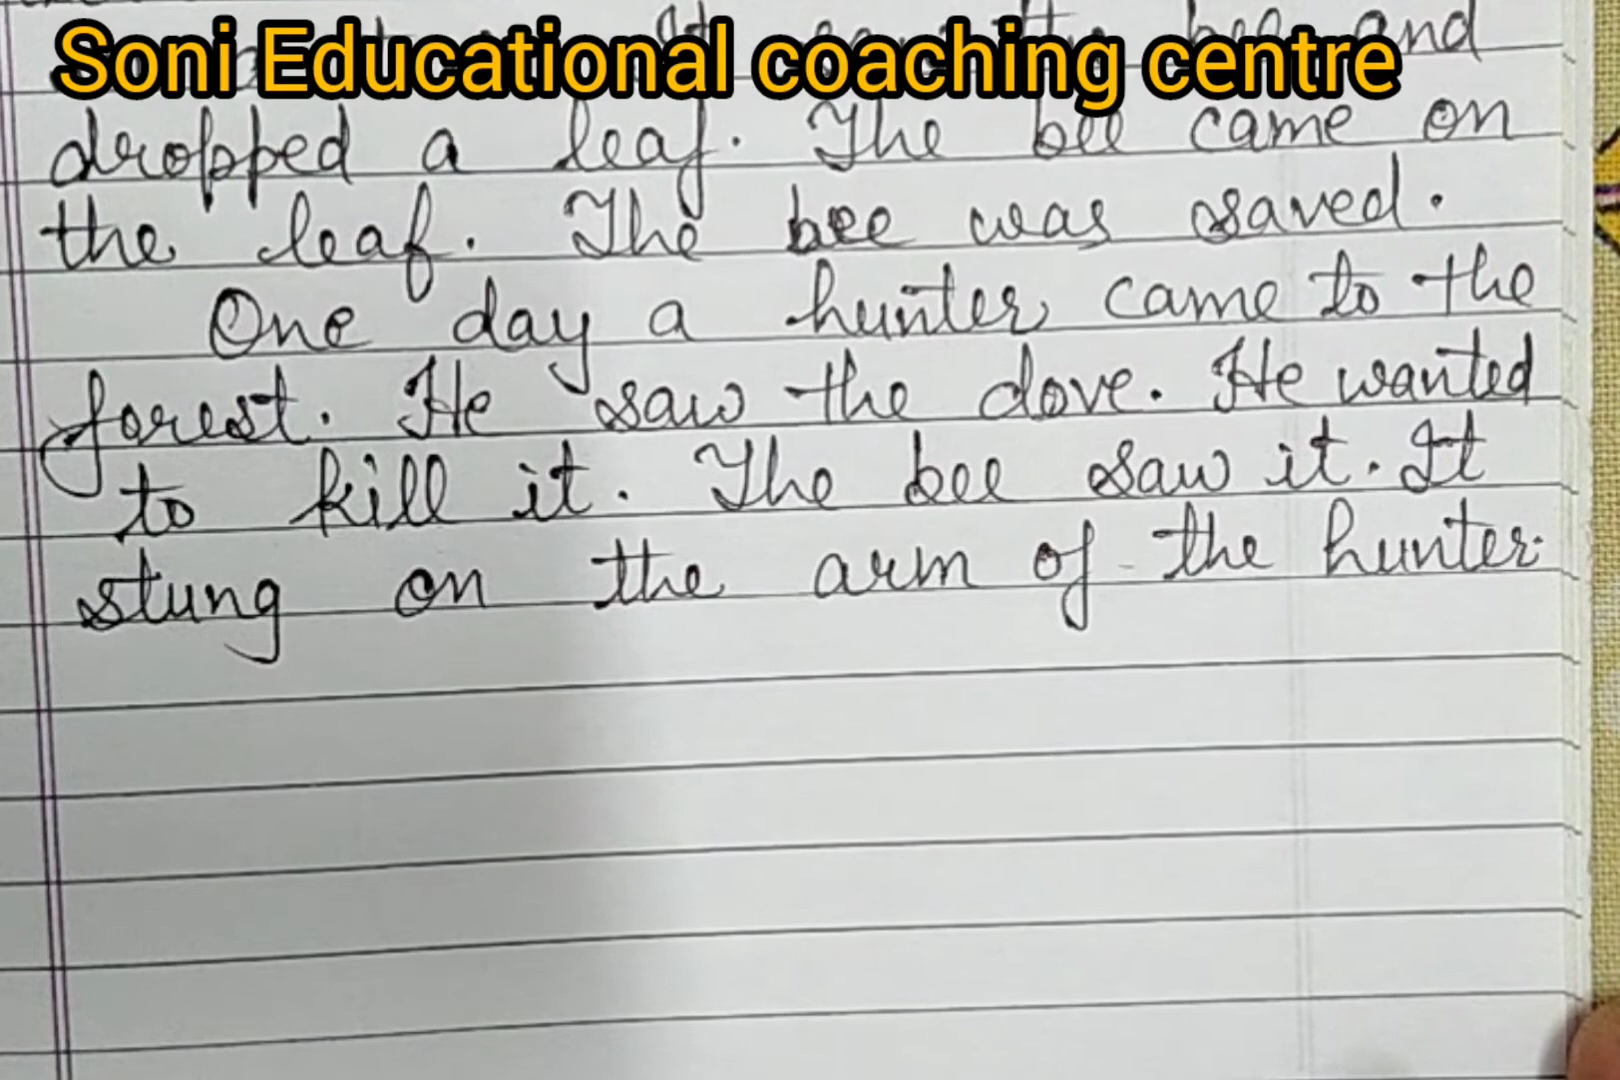 Soni Educational coaching centre
and
dropped a leaf. The bee came on
the leaf. The bee was saved.
One day a hunter came to the
forest. He saw the dove. He wanted
to kill it. The bee saw it. It
stung on the arm of the hunter.